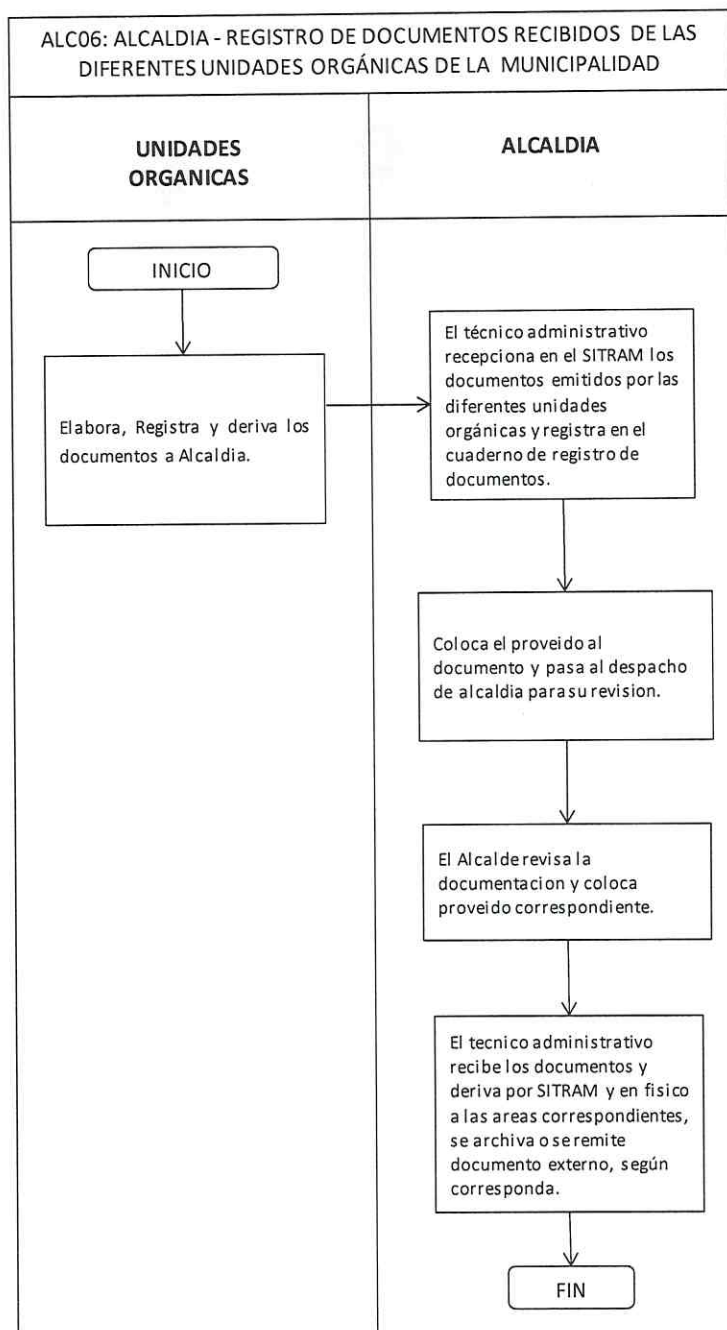 ALC06: ALCALDIA - REGISTRO DE DOCUMENTOS RECIBIDOS DE LAS
DIFERENTES UNIDADES ORGÁNICAS DE LA MUNICIPALIDAD
UNIDADES
ORGANICAS
ALCALDIA
INICIO
Elabora, Registra y deriva los
documentos a Alcaldia.
El técnico administrativo
recepciona en el SITRAM los
documentos emitidos por las
diferentes unidades
orgánicas y registra en el
cuaderno de registro de
documentos.
Coloca el proveido al
documento y pasa al despacho
de alcaldia para su revision.
El Alcalde revisa la
documentacion y coloca
proveido correspondiente.
El tecnico administrativo
recibe los documentos y
deriva por SITRAM y en fisico
a las areas correspondientes,
se archiva o se remite
documento externo, según
corresponda.
FIN